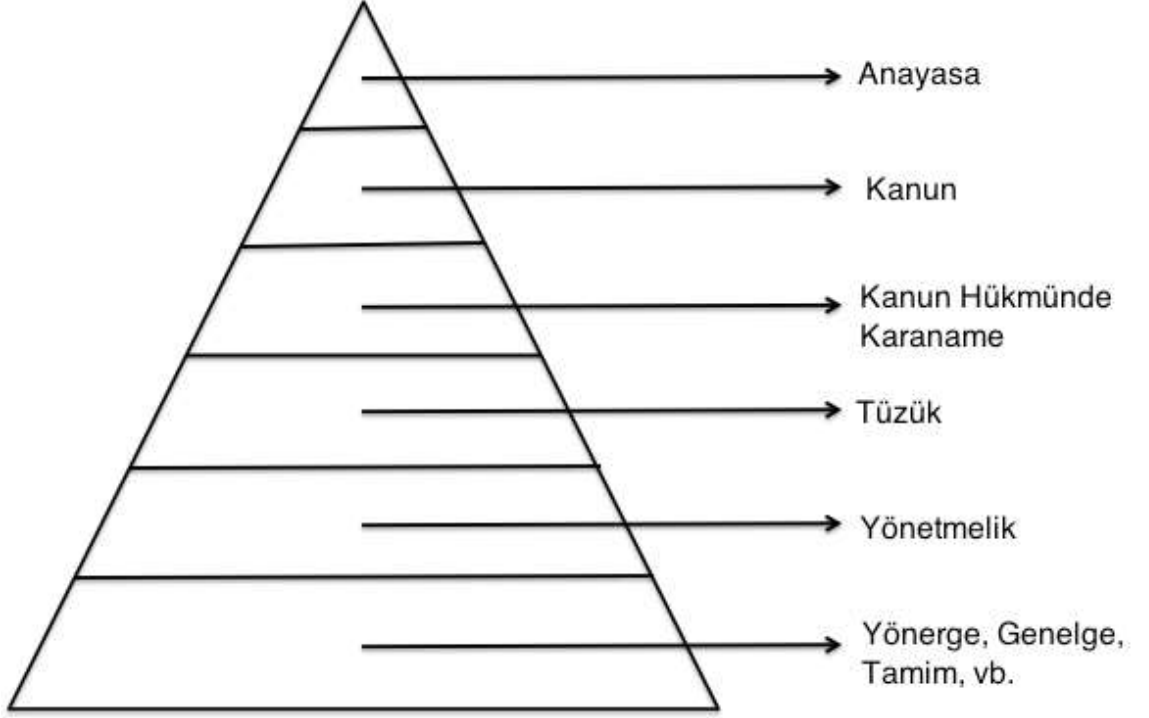 Anayasa
Kanun
Kanun Hükmünde
Karaname
Tüzük
Yönetmelik
Yönerge, Genelge,
Tamim, vb.